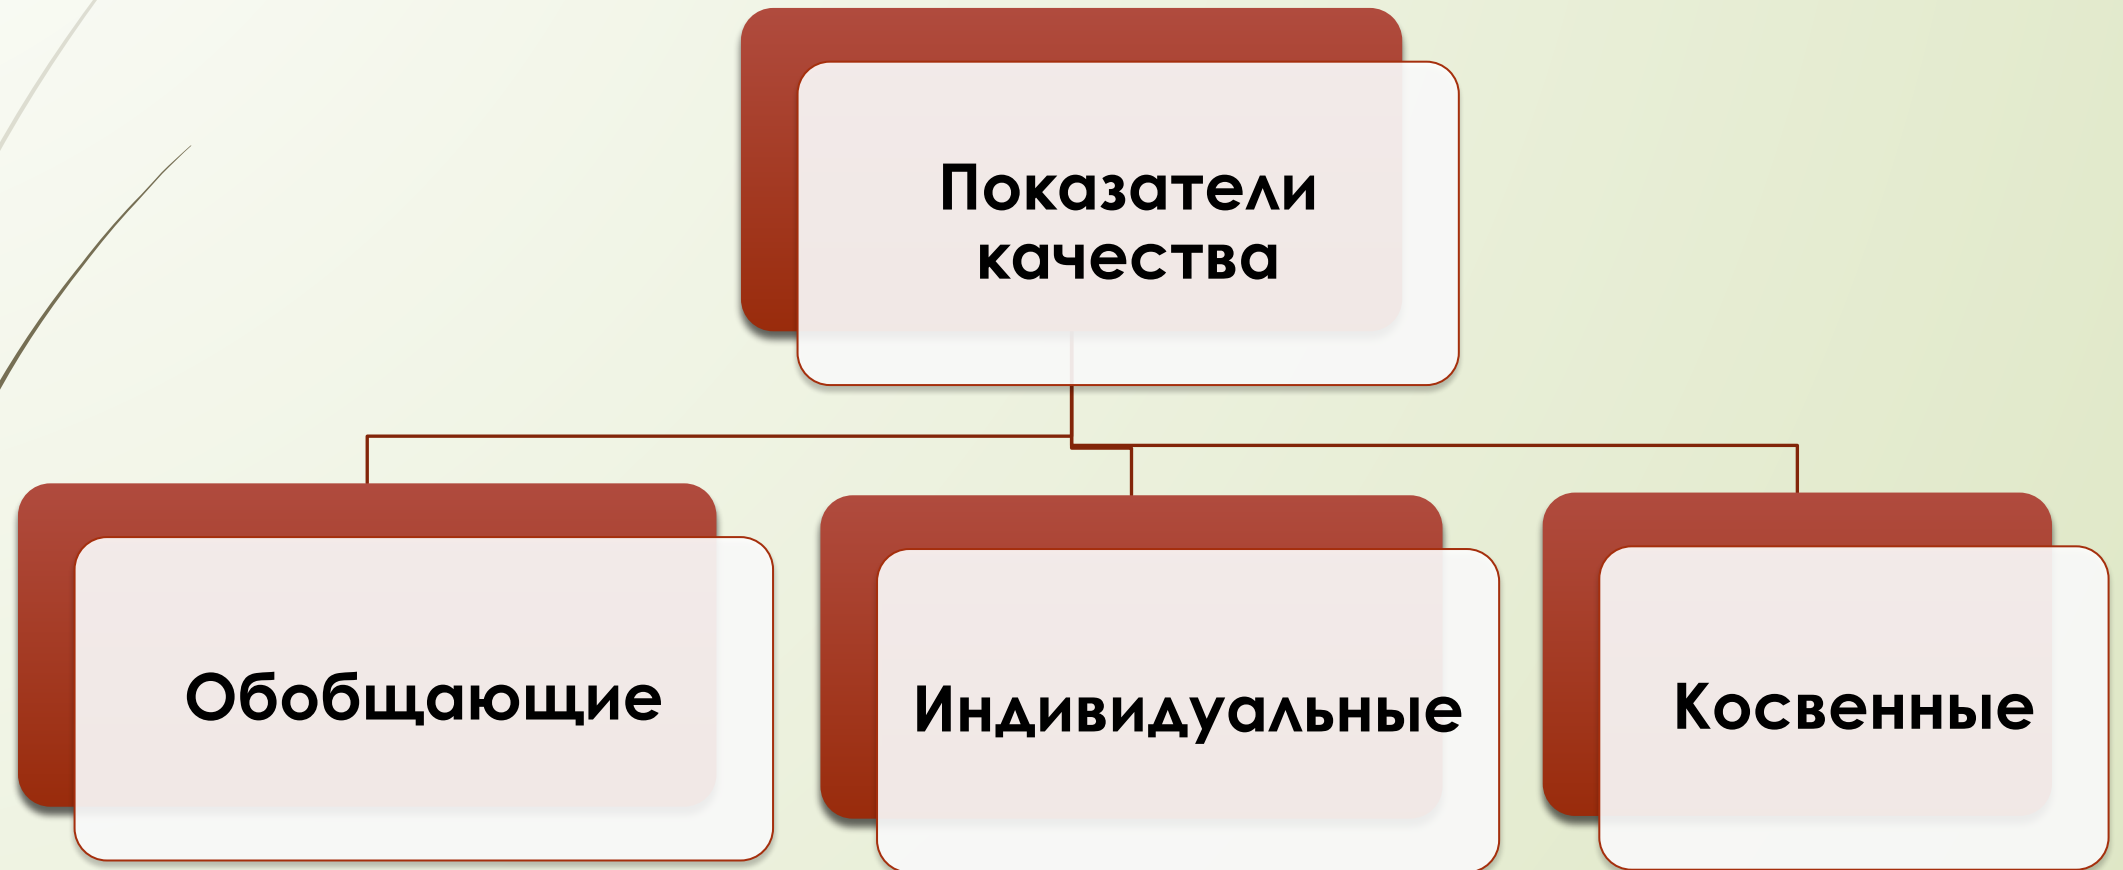 Показатели
качества
Обобщающие
Индивидуальные
Косвенные